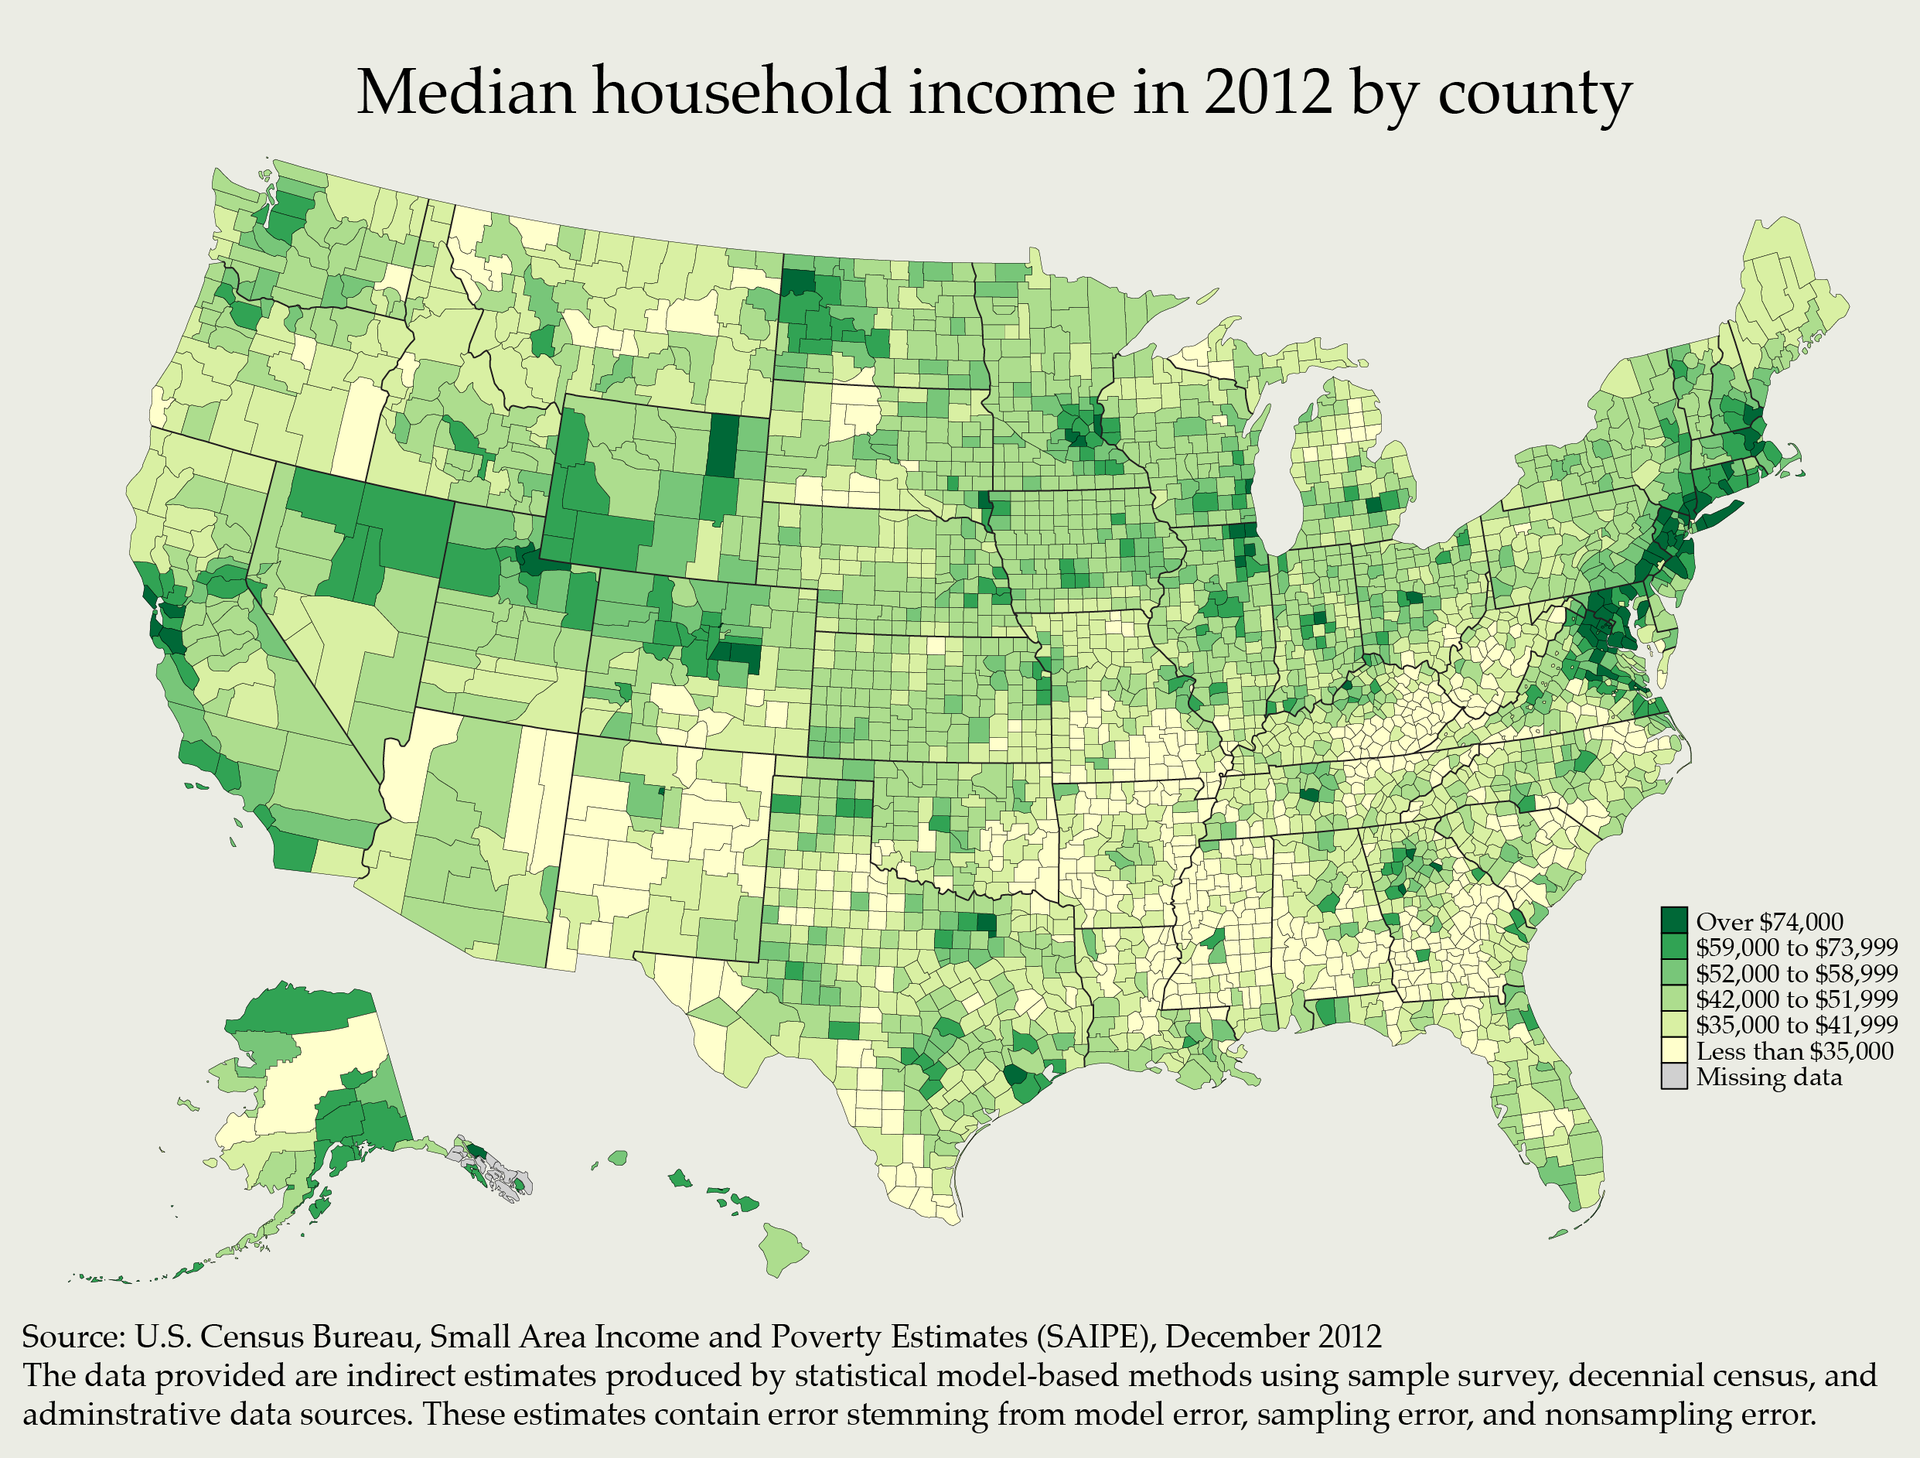 Median household income in 2012 by county
Over $74,000
$59,000 to $73,999
$52,000 to $58,999
$42,000 to $51,999
$35,000 to $41,999
Less than $35,000
Missing data
Source: U.S. Census Bureau, Small Area Income and Poverty Estimates (SAIPE), December 2012
The data provided are indirect estimates produced by statistical model-based methods using sample survey, decennial census, and
adminstrative data sources. These estimates contain error stemming from model error, sampling error, and nonsampling error.